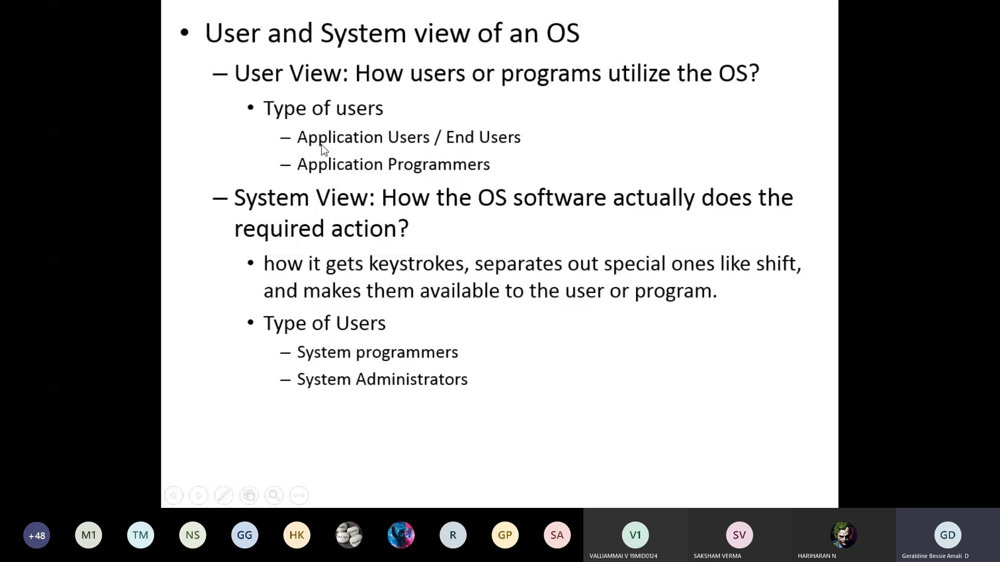 • User and System view of an OS
– User View: How users or programs utilize the OS?
• Type of users
– Application Users / End Users
– Application Programmers
– System View: How the OS software actually does the
required action?
• how it gets keystrokes, separates out special ones like shift,
and makes them available to the user or program.
• Type of Users
– System programmers
– System Administrators
+48 M1 TM NS GG HK R GP SA V1 SV GD
VALLIAMMAI V 19MID0124 SAKSHAM VERMA HARIHARAN N Geraldine Bessie Amali D